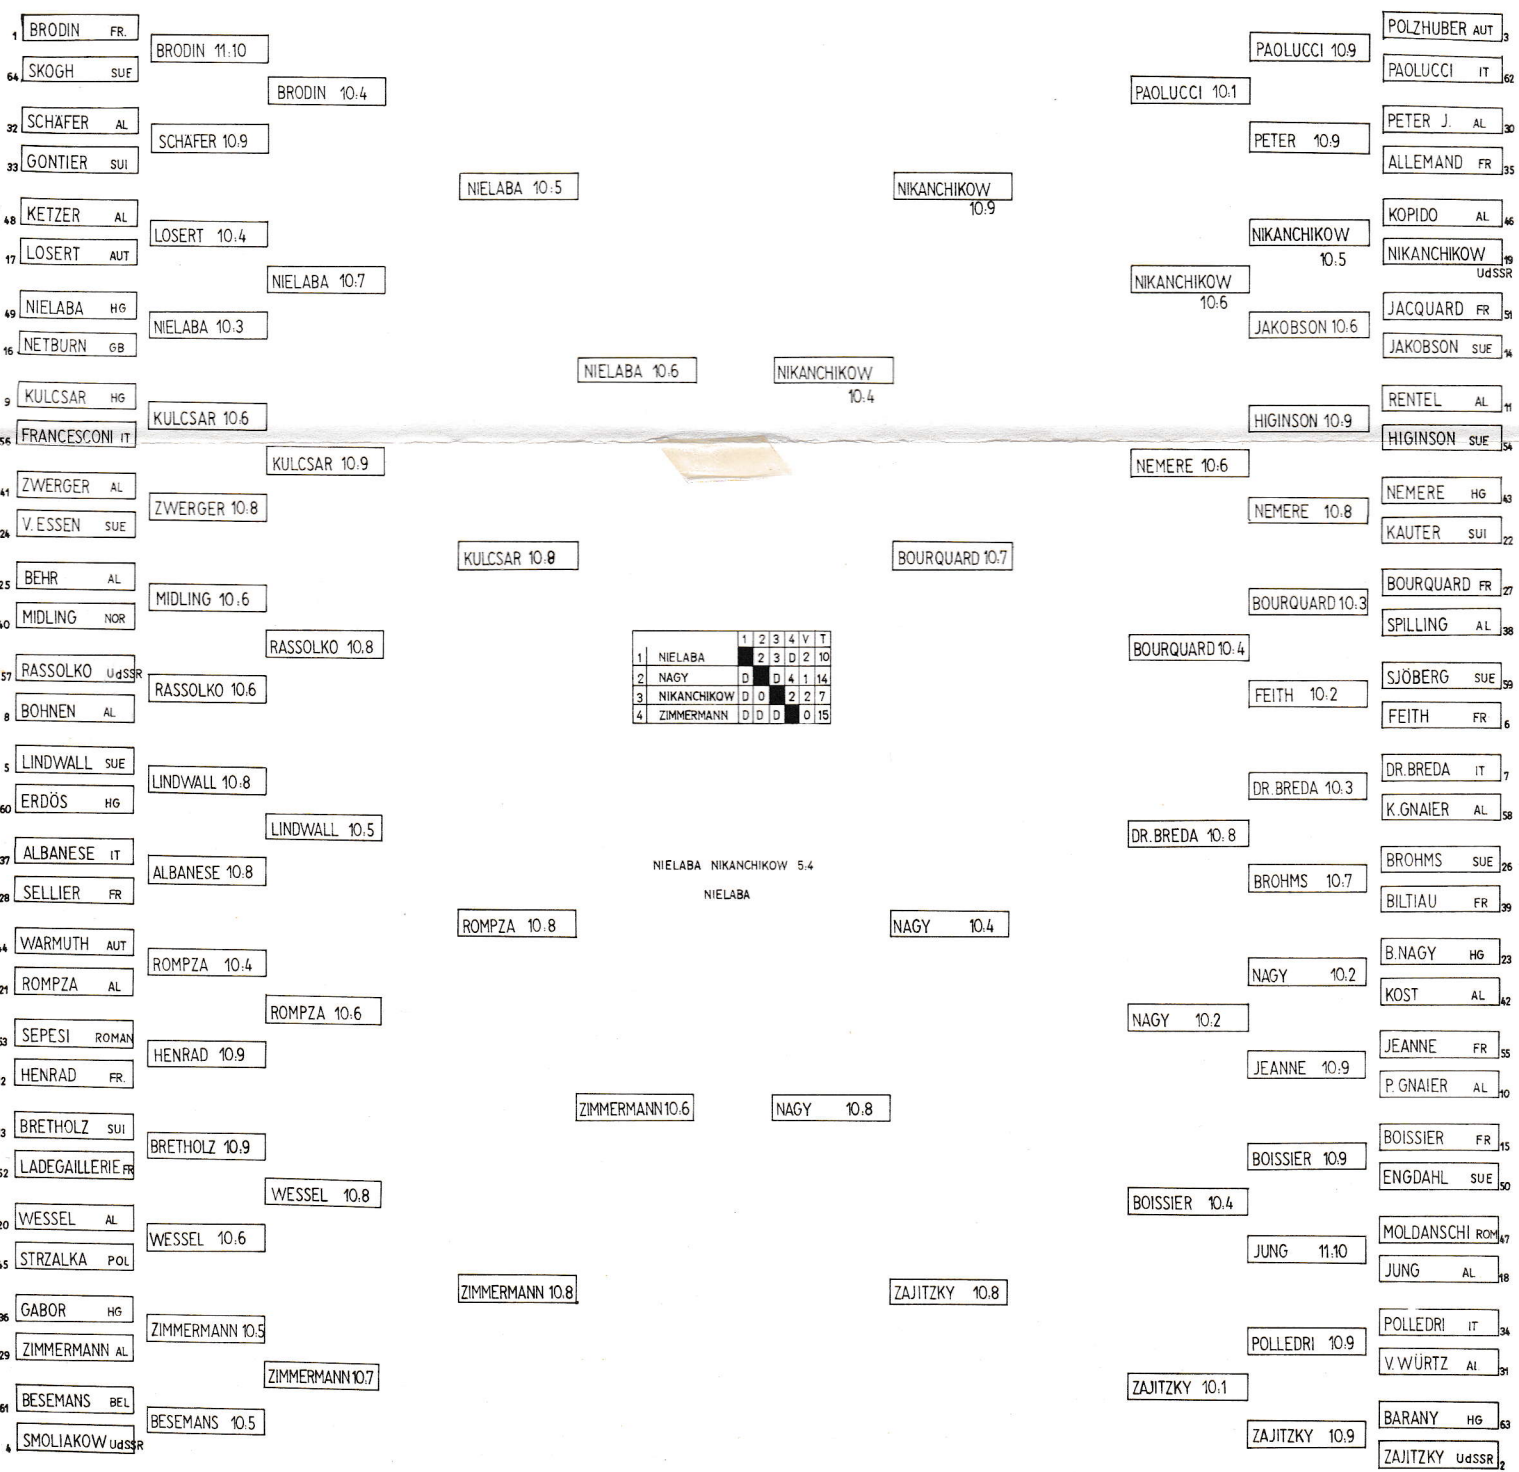 1 BRODIN FR.
64 SKOGH SUE
32 SCHÄFER AL
33 GONTIER SUI
48 KETZER AL
17 LOSERT AUT
49 NIELABA HG
16 NETBURN GB
9 KULCSAR HG
56 FRANCESCONI IT
41 ZWERGER AL
24 V. ESSEN SUE
25 BEHR AL
40 MIDLING NOR
57 RASSOLKO UdSSR
8 BOHNEN AL
5 LINDWALL SUE
60 ERDÖS HG
37 ALBANESE IT
28 SELLIER FR
44 WARMUTH AUT
21 ROMPZA AL
53 SEPESI ROMAN
2 HENRAD FR.
3 BRETHOLZ SUI
52 LADEGAILLERIE FR
20 WESSEL AL
45 STRZALKA POL
36 GABOR HG
29 ZIMMERMANN AL
61 BESEMANS BEL
4 SMOLIAKOW UdSSR
BRODIN 11:10
SCHÄFER 10:9
LOSERT 10:4
NIELABA 10:3
KULCSAR 10:6
ZWERGER 10:8
MIDLING 10:6
RASSOLKO 10:6
LINDWALL 10:8
ALBANESE 10:8
ROMPZA 10:4
HENRAD 10:9
BRETHOLZ 10:9
WESSEL 10:6
ZIMMERMANN 10:5
BESEMANS 10:5
BRODIN 10:4
NIELABA 10:7
KULCSAR 10:9
RASSOLKO 10:8
LINDWALL 10:5
ROMPZA 10:6
WESSEL 10:8
ZIMMERMANN 10:7
NIELABA 10:5
KULCSAR 10:8
ROMPZA 10:8
ZIMMERMANN 10:8
NIELABA 10:6
ZIMMERMANN 10:6
1 2 3 4 V T
1 NIELABA 2 3 D 2 10
2 NAGY D D 4 1 14
3 NIKANCHIKOW D 0 2 2 7
4 ZIMMERMANN D D D 0 15
NIELABA NIKANCHIKOW 5:4
NIELABA
NIKANCHIKOW
10:4
NAGY 10:8
NIKANCHIKOW
10:9
BOURQUARD 10:7
NAGY 10:4
ZAJITZKY 10:8
PAOLUCCI 10:1
NIKANCHIKOW
10:6
NEMERE 10:6
BOURQUARD 10:4
DR. BREDA 10:8
NAGY 10:2
BOISSIER 10:4
ZAJITZKY 10:1
PAOLUCCI 10:9
PETER 10:9
NIKANCHIKOW
10:5
JAKOBSON 10:6
HIGINSON 10:9
NEMERE 10:8
BOURQUARD 10:3
FEITH 10:2
DR. BREDA 10:3
BROHMS 10:7
NAGY 10:2
JEANNE 10:9
BOISSIER 10:9
JUNG 11:10
POLLEDRI 10:9
ZAJITZKY 10:9
POLZHUBER AUT 3
PAOLUCCI IT 62
PETER J. AL 30
ALLEMAND FR 35
KOPIDO AL 46
NIKANCHIKOW 19
UdSSR
JACQUARD FR 51
JAKOBSON SUE 14
RENTEL AL 11
HIGINSON SUE 54
NEMERE HG 43
KAUTER SUI 22
BOURQUARD FR 27
SPILLING AL 38
SJÖBERG SUE 59
FEITH FR 6
DR. BREDA IT 7
K. GNAIER AL 58
BROHMS SUE 26
BILTIAU FR 39
B. NAGY HG 23
KOST AL 42
JEANNE FR 55
P. GNAIER AL 10
BOISSIER FR 15
ENGDAHL SUE 50
MOLDANSCHI ROM 47
JUNG AL 18
POLLEDRI IT 34
V. WÜRTZ AL 31
BARANY HG 63
ZAJITZKY UdSSR 2